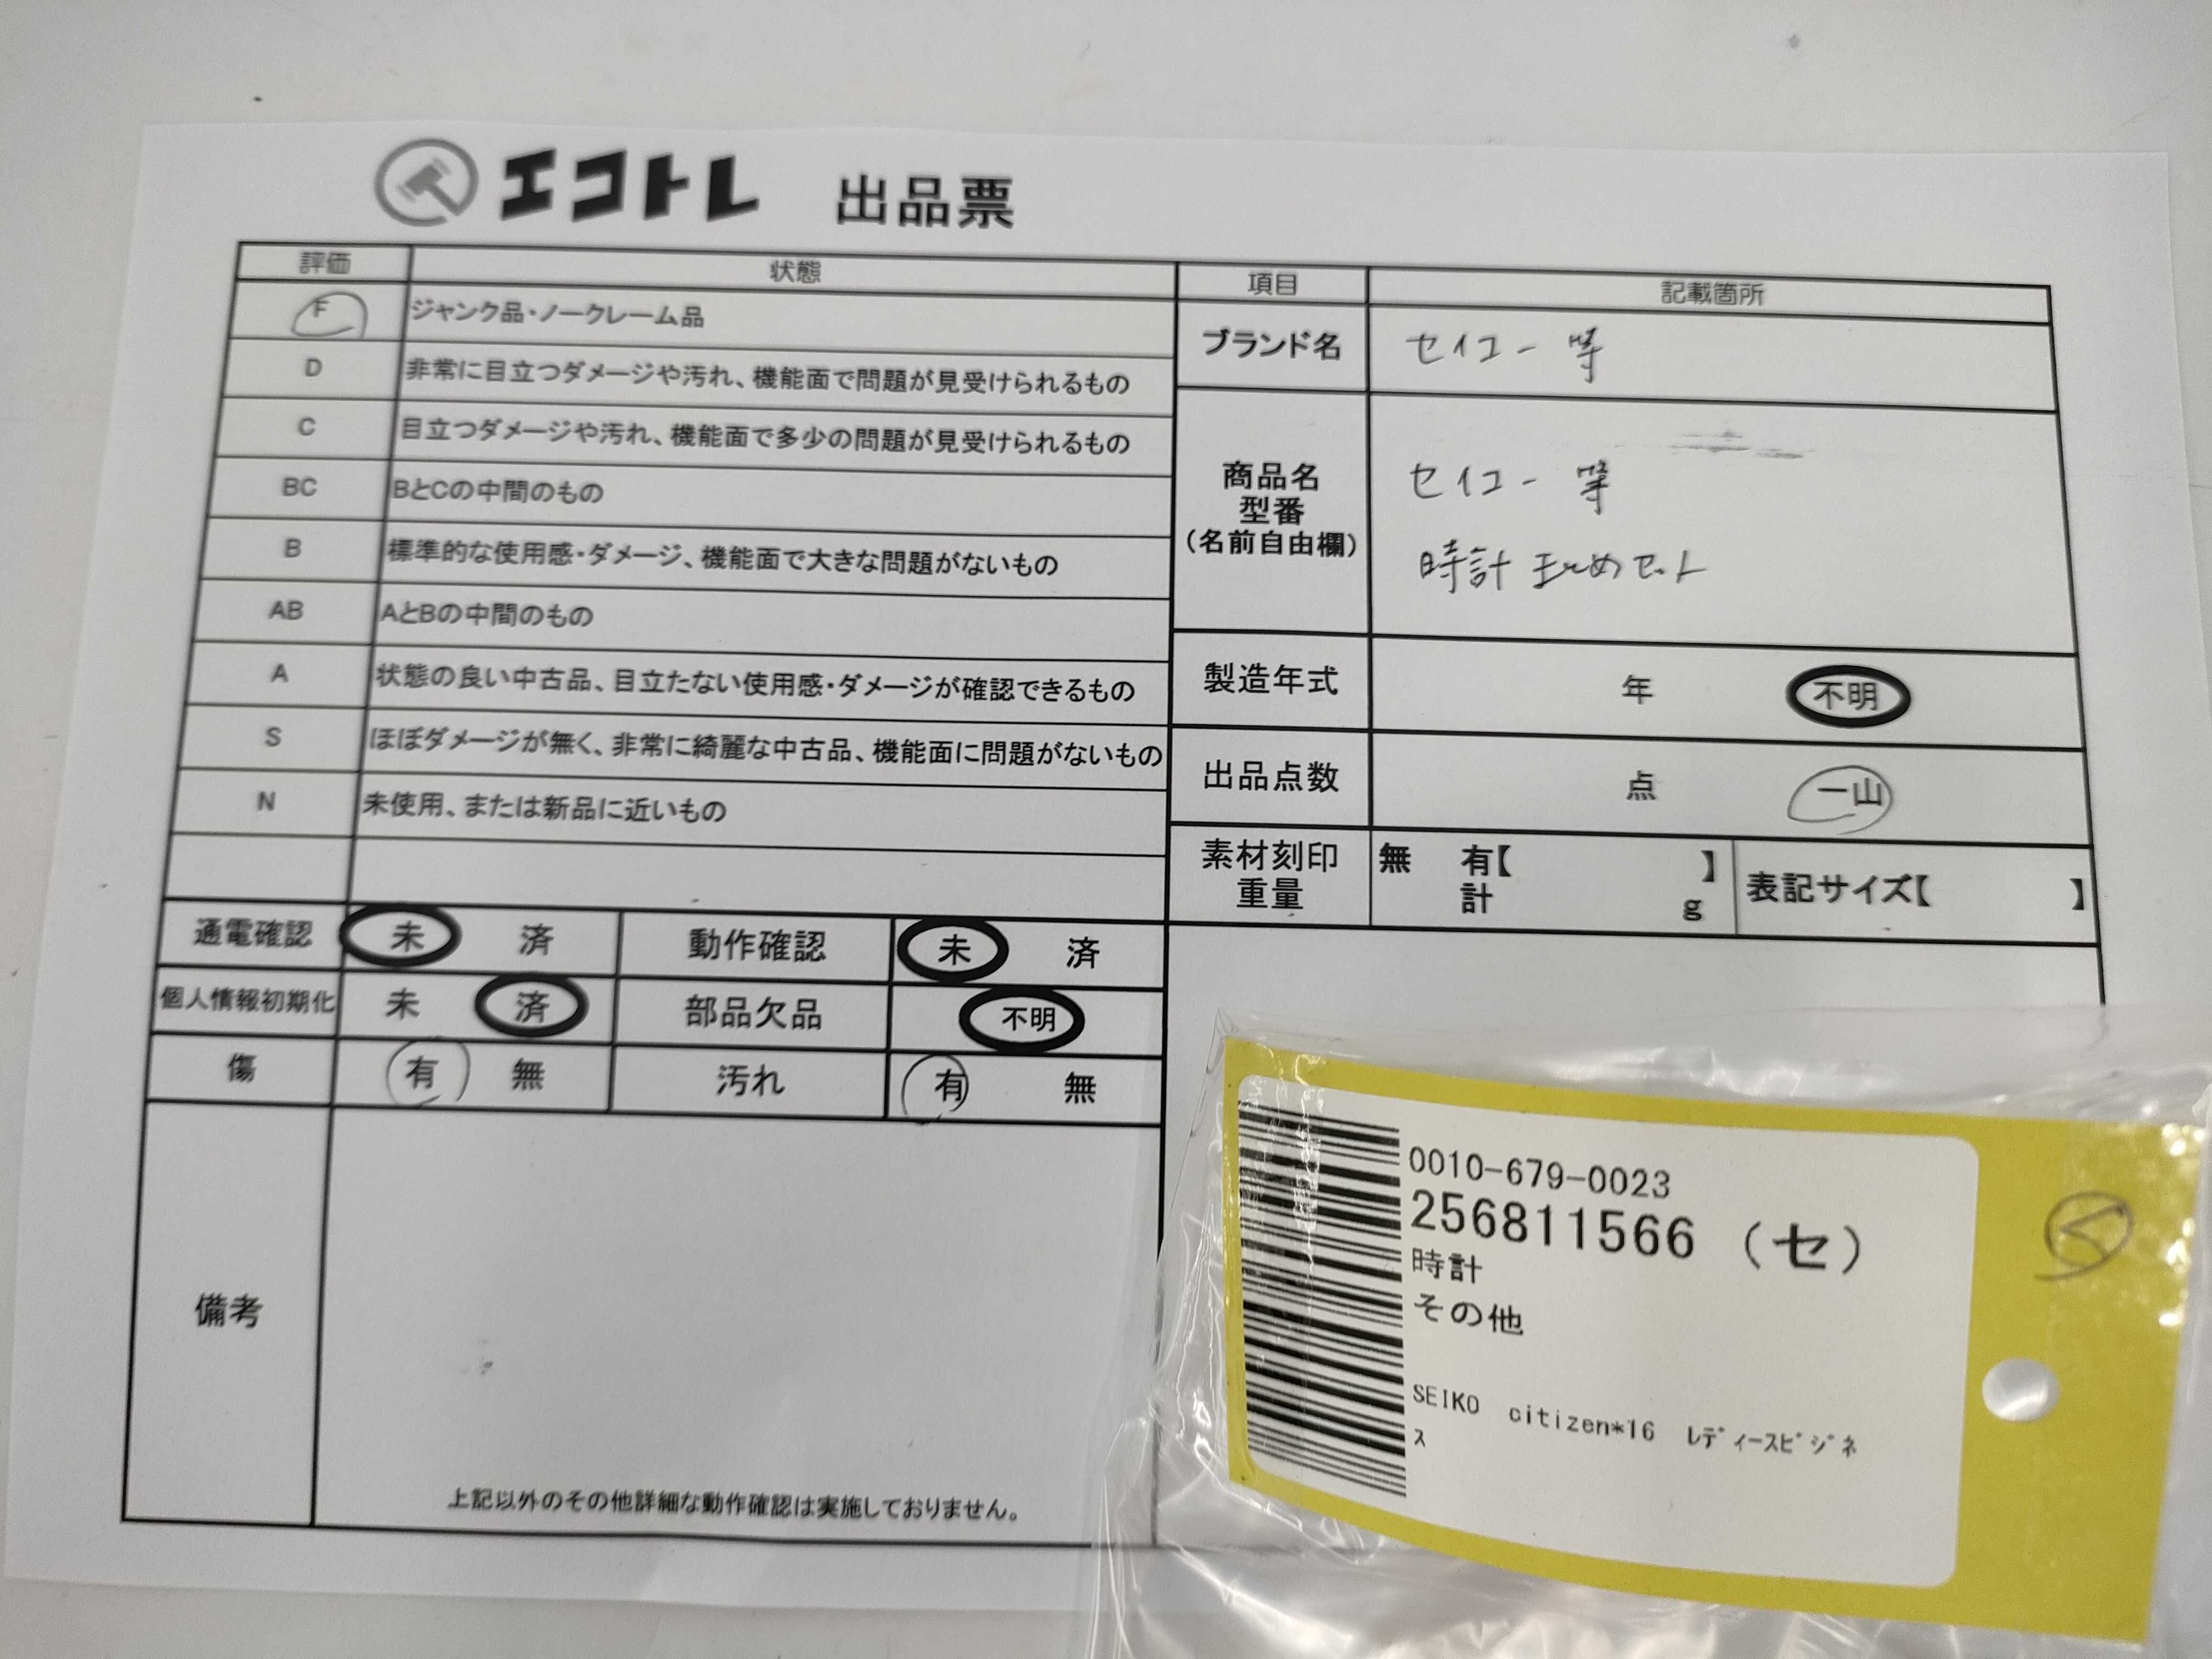 エコトレ 出品票
評価 状態
F ジャンク品・ノークレーム品
D 非常に目立つダメージや汚れ、機能面で問題が見受けられるもの
C 目立つダメージや汚れ、機能面で多少の問題が見受けられるもの
BC BとCの中間のもの
B 標準的な使用感・ダメージ、機能面で大きな問題がないもの
AB AとBの中間のもの
A 状態の良い中古品、目立たない使用感・ダメージが確認できるもの
S ほぼダメージが無く、非常に綺麗な中古品、機能面に問題がないもの
N 未使用、または新品に近いもの
通電確認 未 済 動作確認 未 済
個人情報初期化 未 済 部品欠品 不明
傷 有 無 汚れ 有 無
備考
上記以外のその他詳細な動作確認は実施しておりません。
項目 記載箇所
ブランド名 セイコー 等
商品名
型番
(名前自由欄)
セイコー 等
時計 まとめセット
製造年式 年 不明
出品点数 点 一山
素材刻印
重量
無 有【 】
計 g
表記サイズ【 】
0010-679-0023
256811566 (セ)
時計
その他
SEIKO citizen*16 ﾚﾃﾞｨｰｽﾋﾞｼﾞﾈ
ｽ